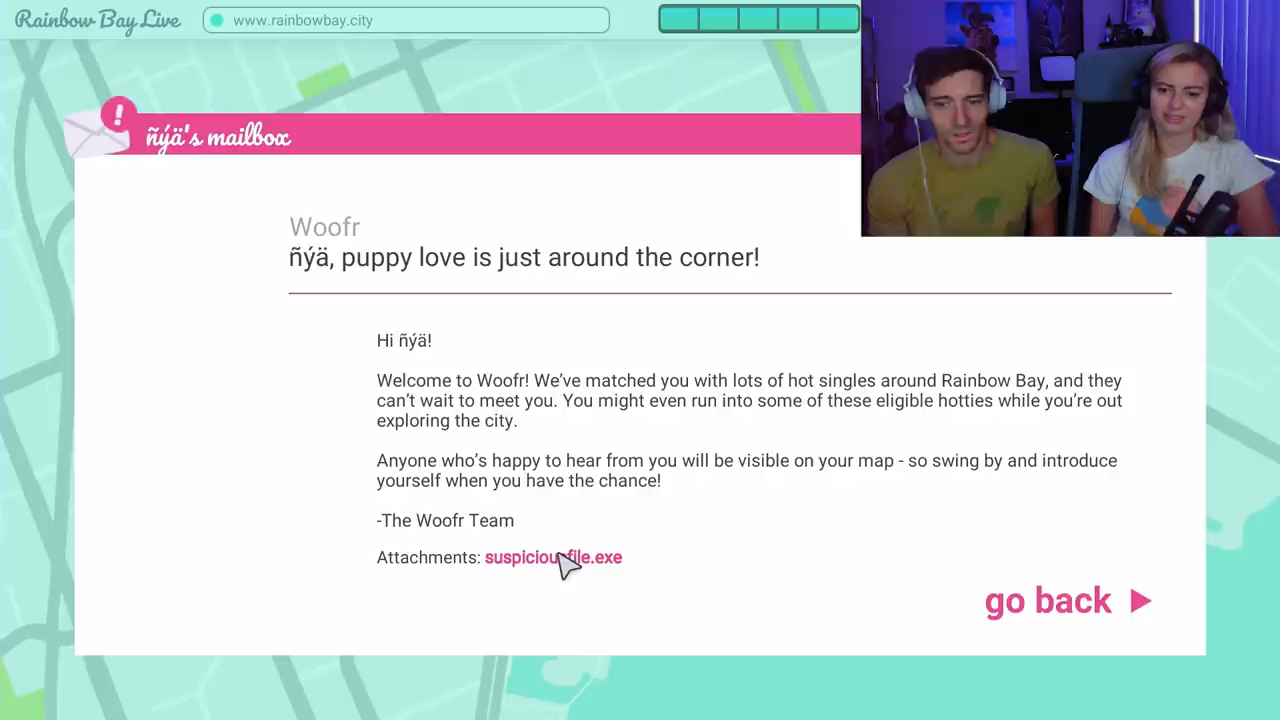 Rainbow Bay Live
www.rainbowbay.city
!
ñýä's mailbox
Woofr
ñýä, puppy love is just around the corner!
Hi ñýä!
Welcome to Woofr! We've matched you with lots of hot singles around Rainbow Bay, and they
can't wait to meet you. You might even run into some of these eligible hotties while you're out
exploring the city.
Anyone who's happy to hear from you will be visible on your map - so swing by and introduce
yourself when you have the chance!
-The Woofr Team
Attachments: suspiciousfile.exe
go back